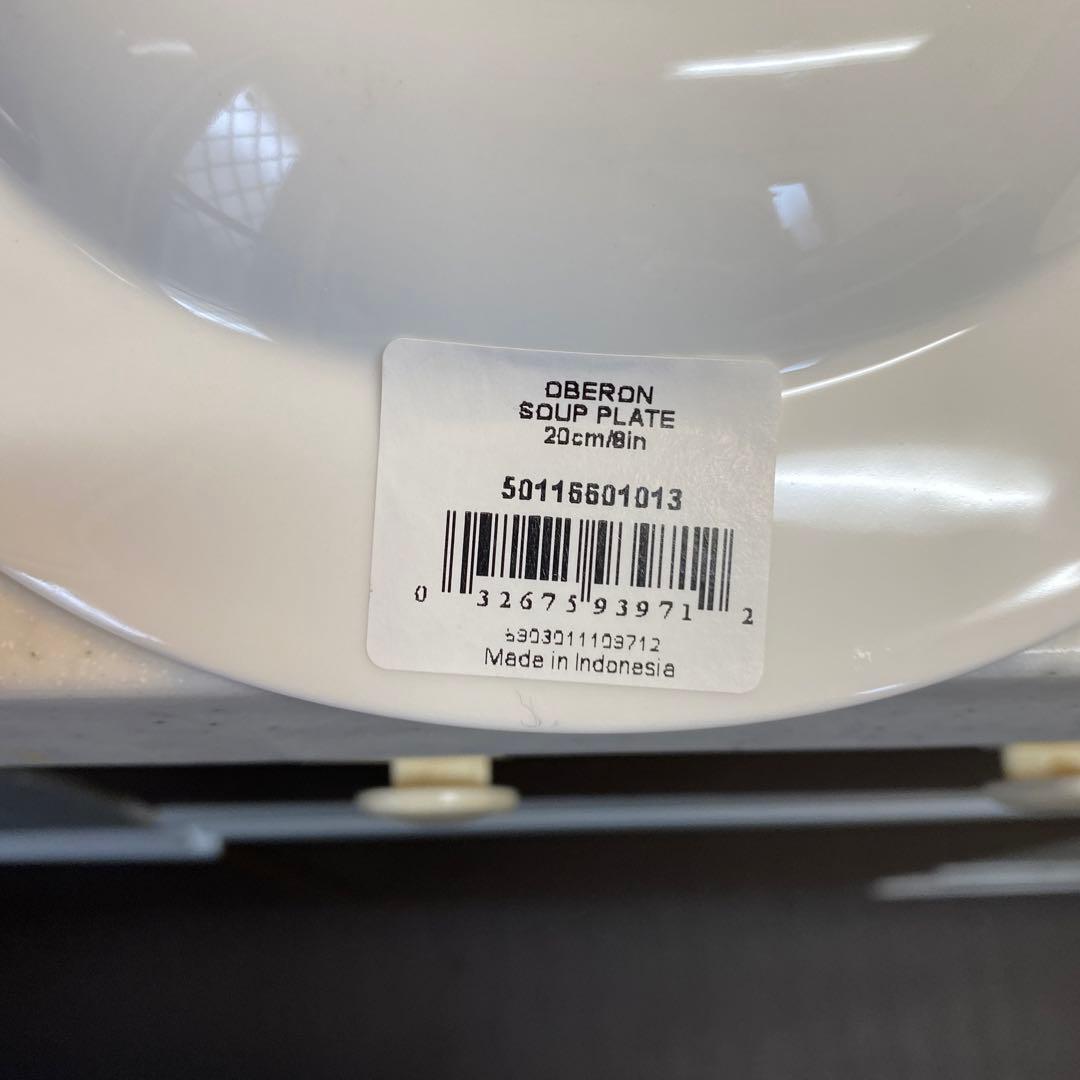 OBERON
SOUP PLATE
20cm/8in
50116601013
0 32675 93971 2
Made in Indonesia